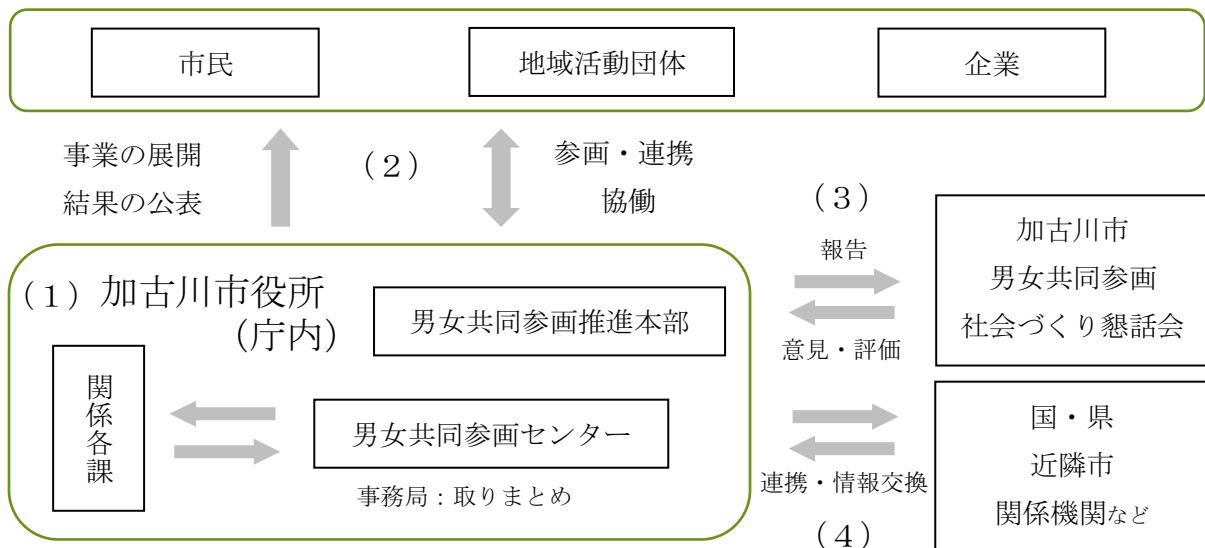 市民
地域活動団体
企業
事業の展開
結果の公表
（２）
参画・連携
協働
（３）
報告
意見・評価
加古川市
男女共同参画
社会づくり懇話会
（１）加古川市役所
（庁内）
男女共同参画推進本部
関係各課
男女共同参画センター
事務局：取りまとめ
連携・情報交換
（４）
国・県
近隣市
関係機関など